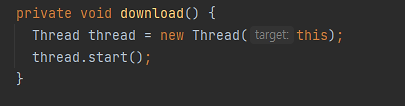 private void download() {
Thread thread = new Thread( target: this);
thread.start();
}